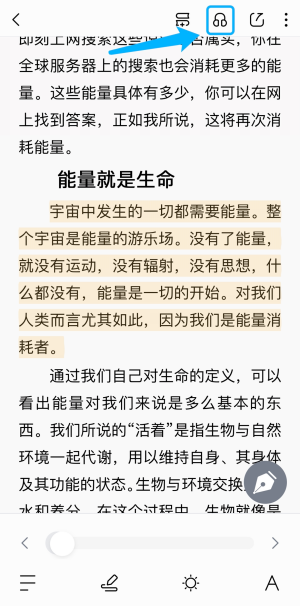 即刻上网搜索这些
全球服务器上的搜索也会消耗更多的能
量。这些能量具体有多少，你可以在网
上找到答案，正如我所说，这将再次消
耗能量。
能量就是生命
宇宙中发生的一切都需要能量。整
个宇宙是能量的游乐场。没有了能量，
就没有运动，没有辐射，没有思想，什
么都没有，能量是一切的开始。对我们
人类而言尤其如此，因为我们是能量消
耗者。
通过我们自己对生命的定义，可以
看出能量对我们来说是多么基本的东
西。我们所说的“活着”是指生物与自然
环境一起代谢，用以维持自身、其身体
及其功能的状态。生物与环境交换
水和养分，在这个过程中，生物就像是
A